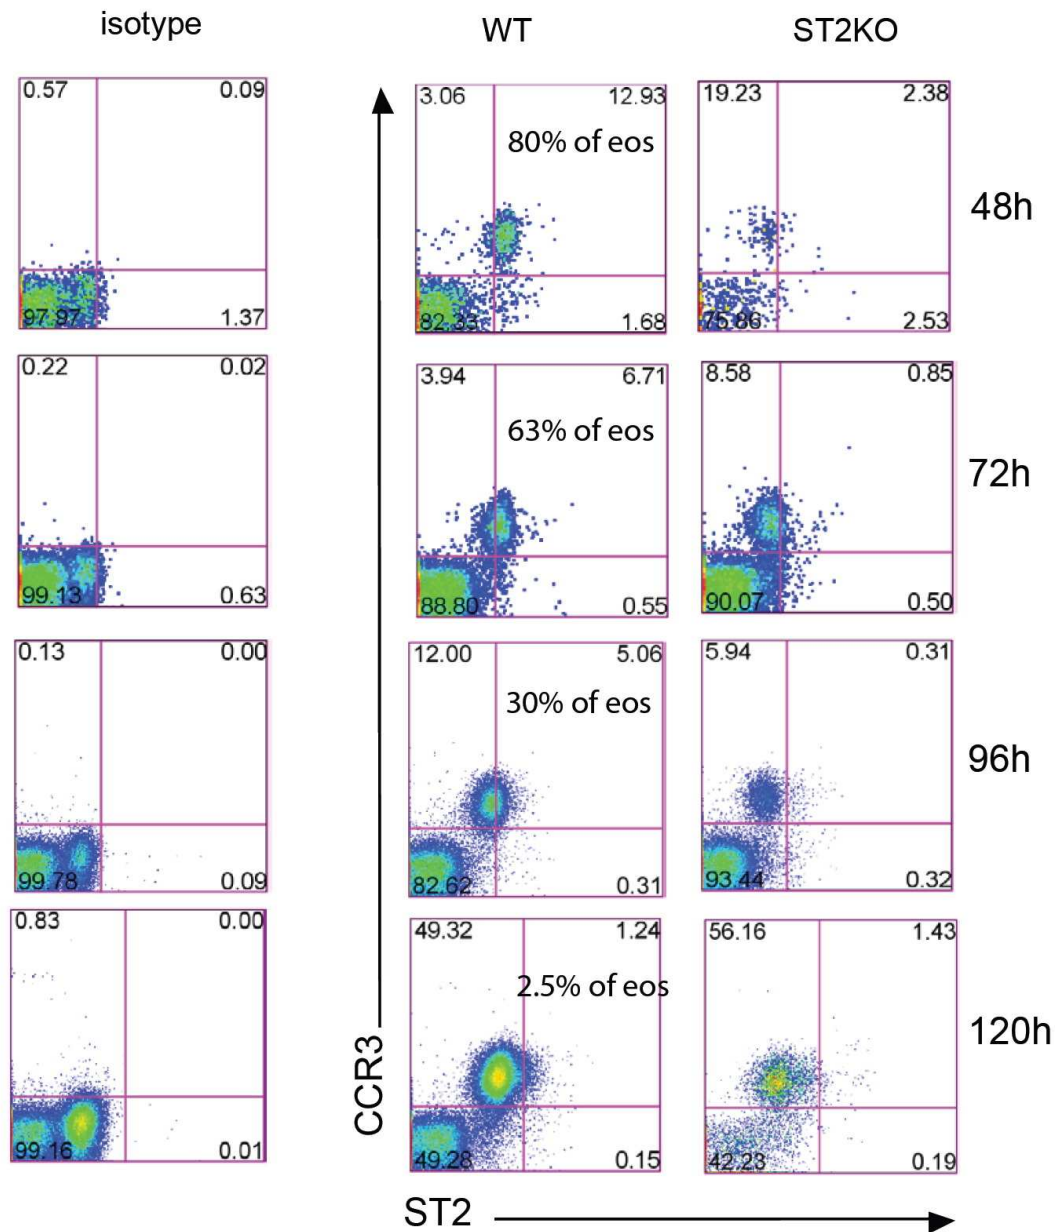 isotype WT ST2KO
0.57 0.09 3.06 12.93 19.23 2.38
80% of eos
48h
97.97 1.37 82.33 1.68 75.86 2.53
0.22 0.02 3.94 6.71 8.58 0.85
63% of eos
72h
99.13 0.63 88.80 0.55 90.07 0.50
0.13 0.00 12.00 5.06 5.94 0.31
30% of eos
96h
99.78 0.09 82.62 0.31 93.44 0.32
0.83 0.00 49.32 1.24 56.16 1.43
2.5% of eos
120h
99.16 0.01 49.28 0.15 42.23 0.19
CCR3
ST2